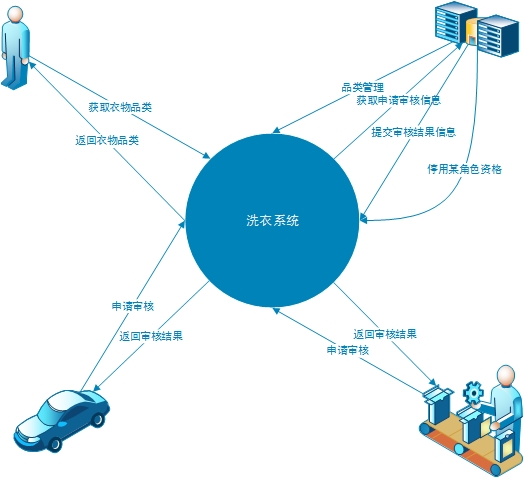 品类管理
获取申请审核信息
获取衣物品类
提交审核结果信息
返回衣物品类
停用某角色资格
洗衣系统
申请审核
返回审核结果
返回审核结果
申请审核